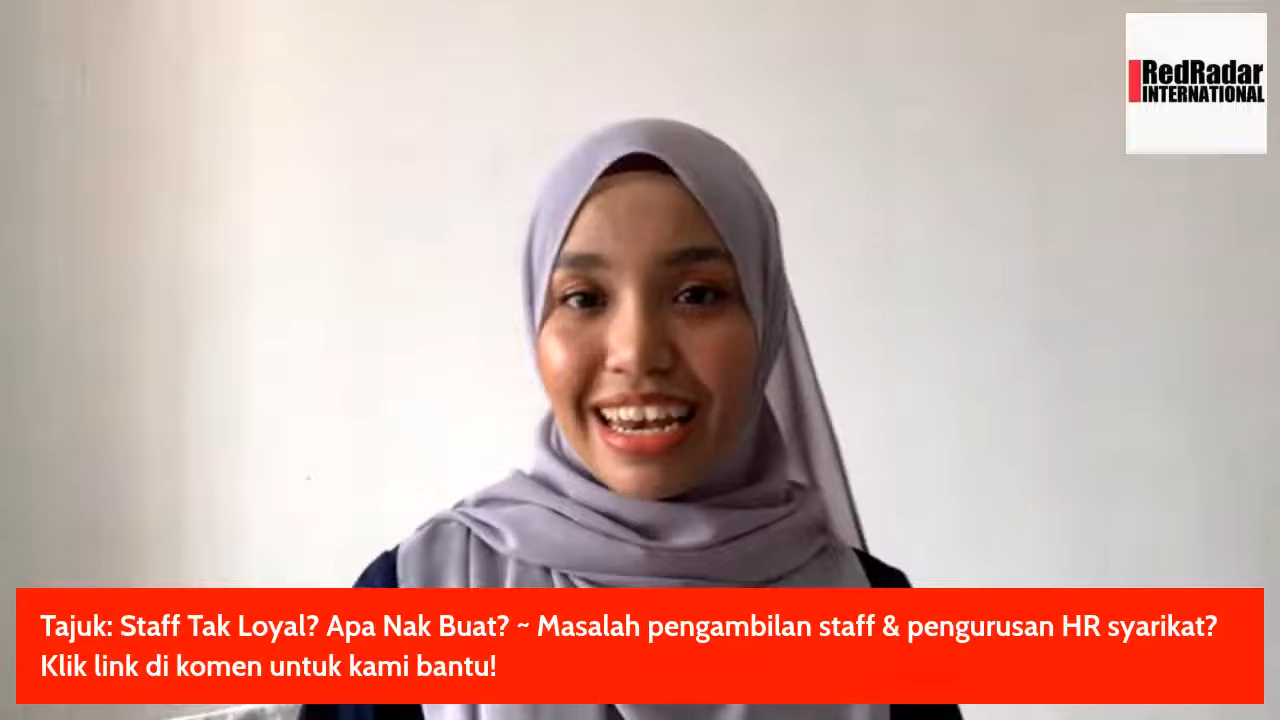 RedRadar
INTERNATIONAL
Tajuk: Staff Tak Loyal? Apa Nak Buat? ~ Masalah pengambilan staff & pengurusan HR syarikat?
Klik link di komen untuk kami bantu!